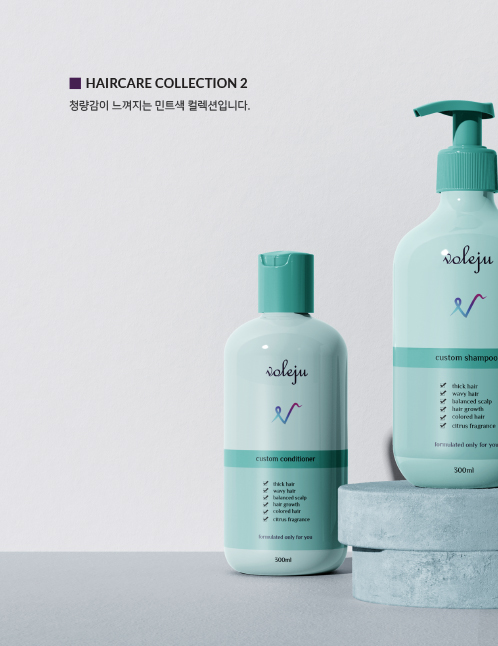 HAIRCARE COLLECTION 2
청량감이 느껴지는 민트색 컬렉션입니다.
voleju
custom shampoo
thick hair
wavy hair
balanced scalp
hair growth
colored hair
citrus fragrance
formulated only for you
300ml
voleju
custom conditioner
thick hair
wavy hair
balanced scalp
hair growth
colored hair
citrus fragrance
formulated only for you
300ml